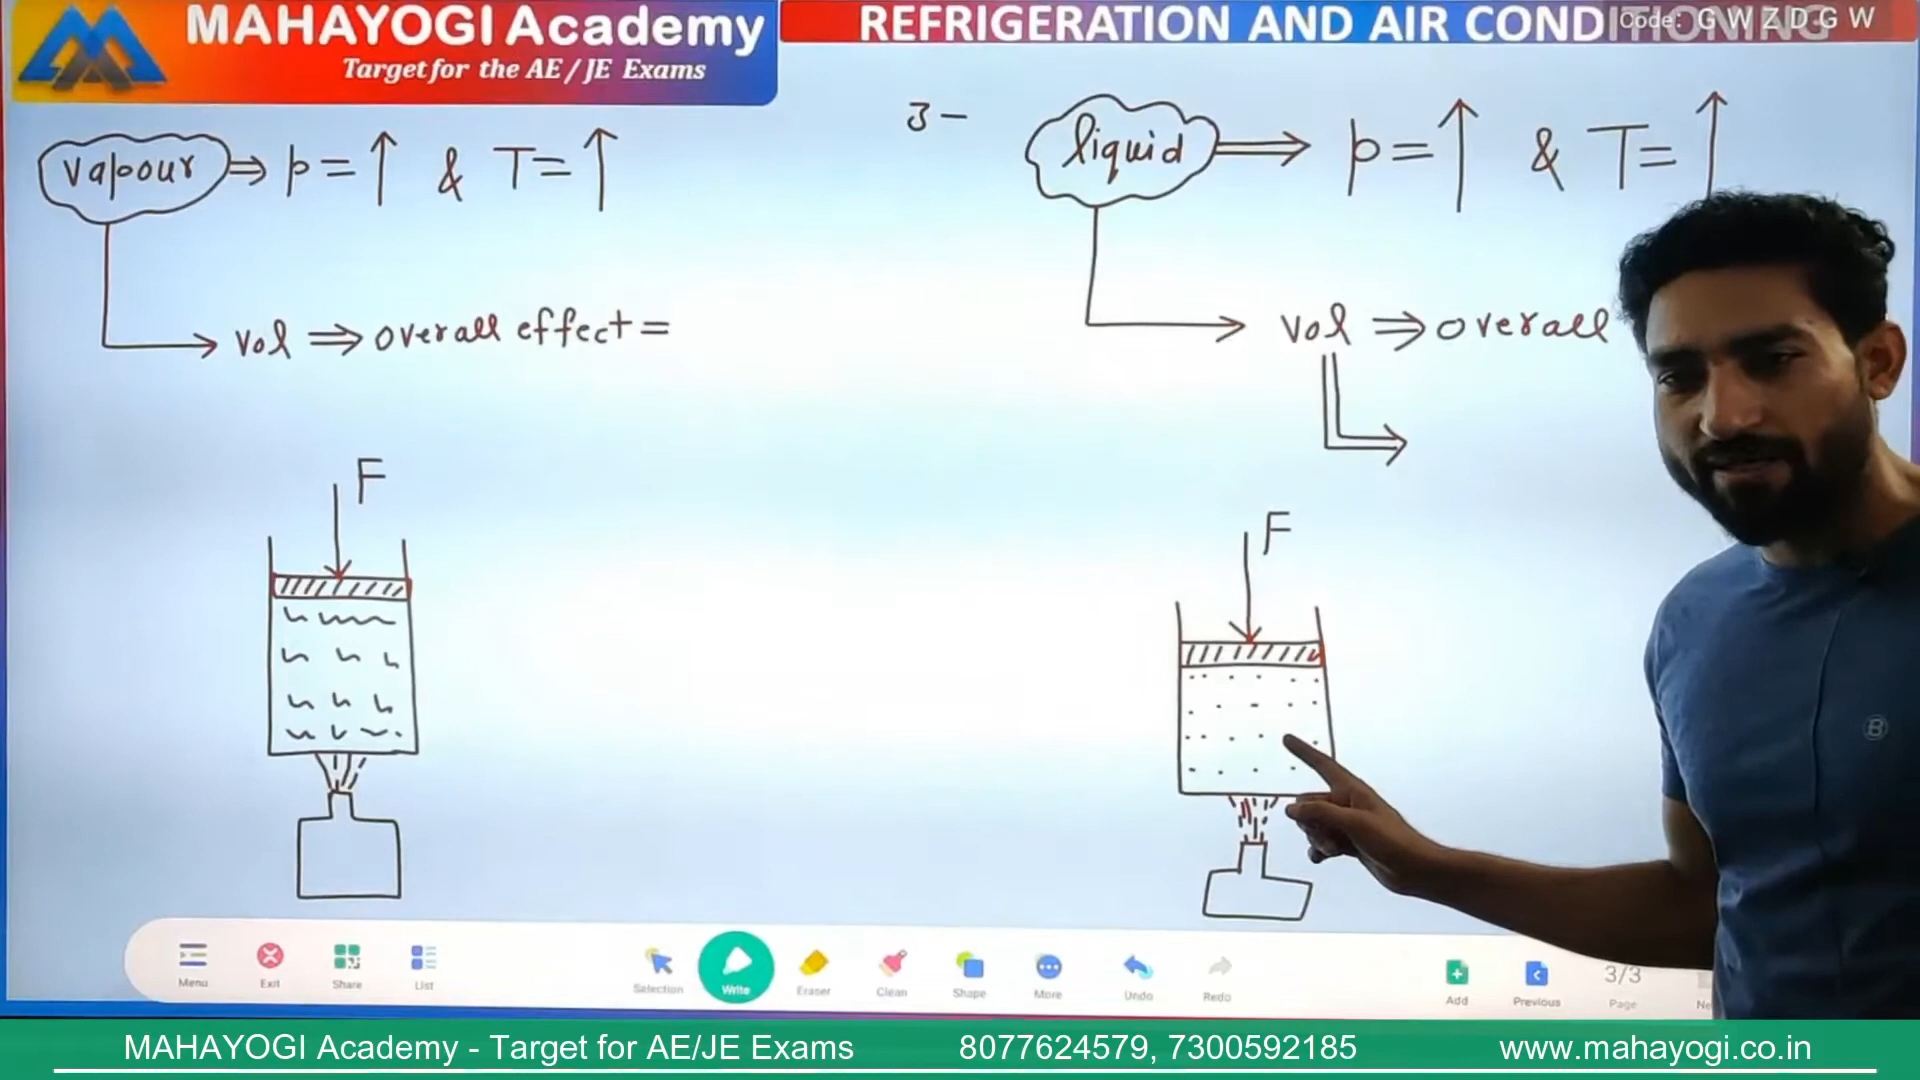 MAHAYOGI Academy
Target for the AE / JE Exams
REFRIGERATION AND AIR CONDITIONING
Code: G W Z D G W
vapour ⇒ p = ↑ & T = ↑
vol ⇒ overall effect =
F
3 -
liquid ⇒ p = ↑ & T = ↑
vol ⇒ overall
F
Menu
Exit
Share
List
Selection
Write
Eraser
Clean
Shape
More
Undo
Redo
Add
Previous
3/3
Page
B
MAHAYOGI Academy - Target for AE/JE Exams
8077624579, 7300592185
www.mahayogi.co.in